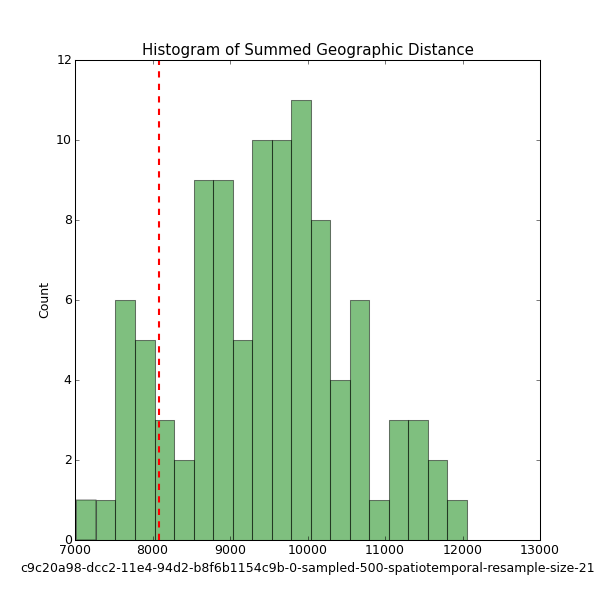 Histogram of Summed Geographic Distance
12
10
8
6
4
2
0
Count
7000 8000 9000 10000 11000 12000 13000
c9c20a98-dcc2-11e4-94d2-b8f6b1154c9b-0-sampled-500-spatiotemporal-resample-size-21